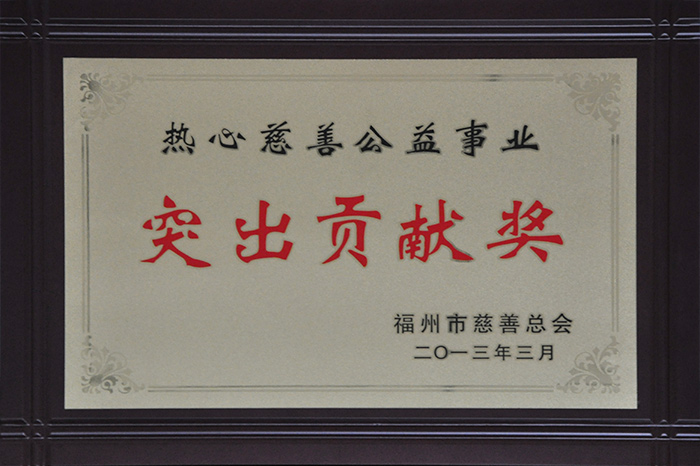 热心慈善公益事业
突出贡献奖
福州市慈善总会
二〇一三年三月